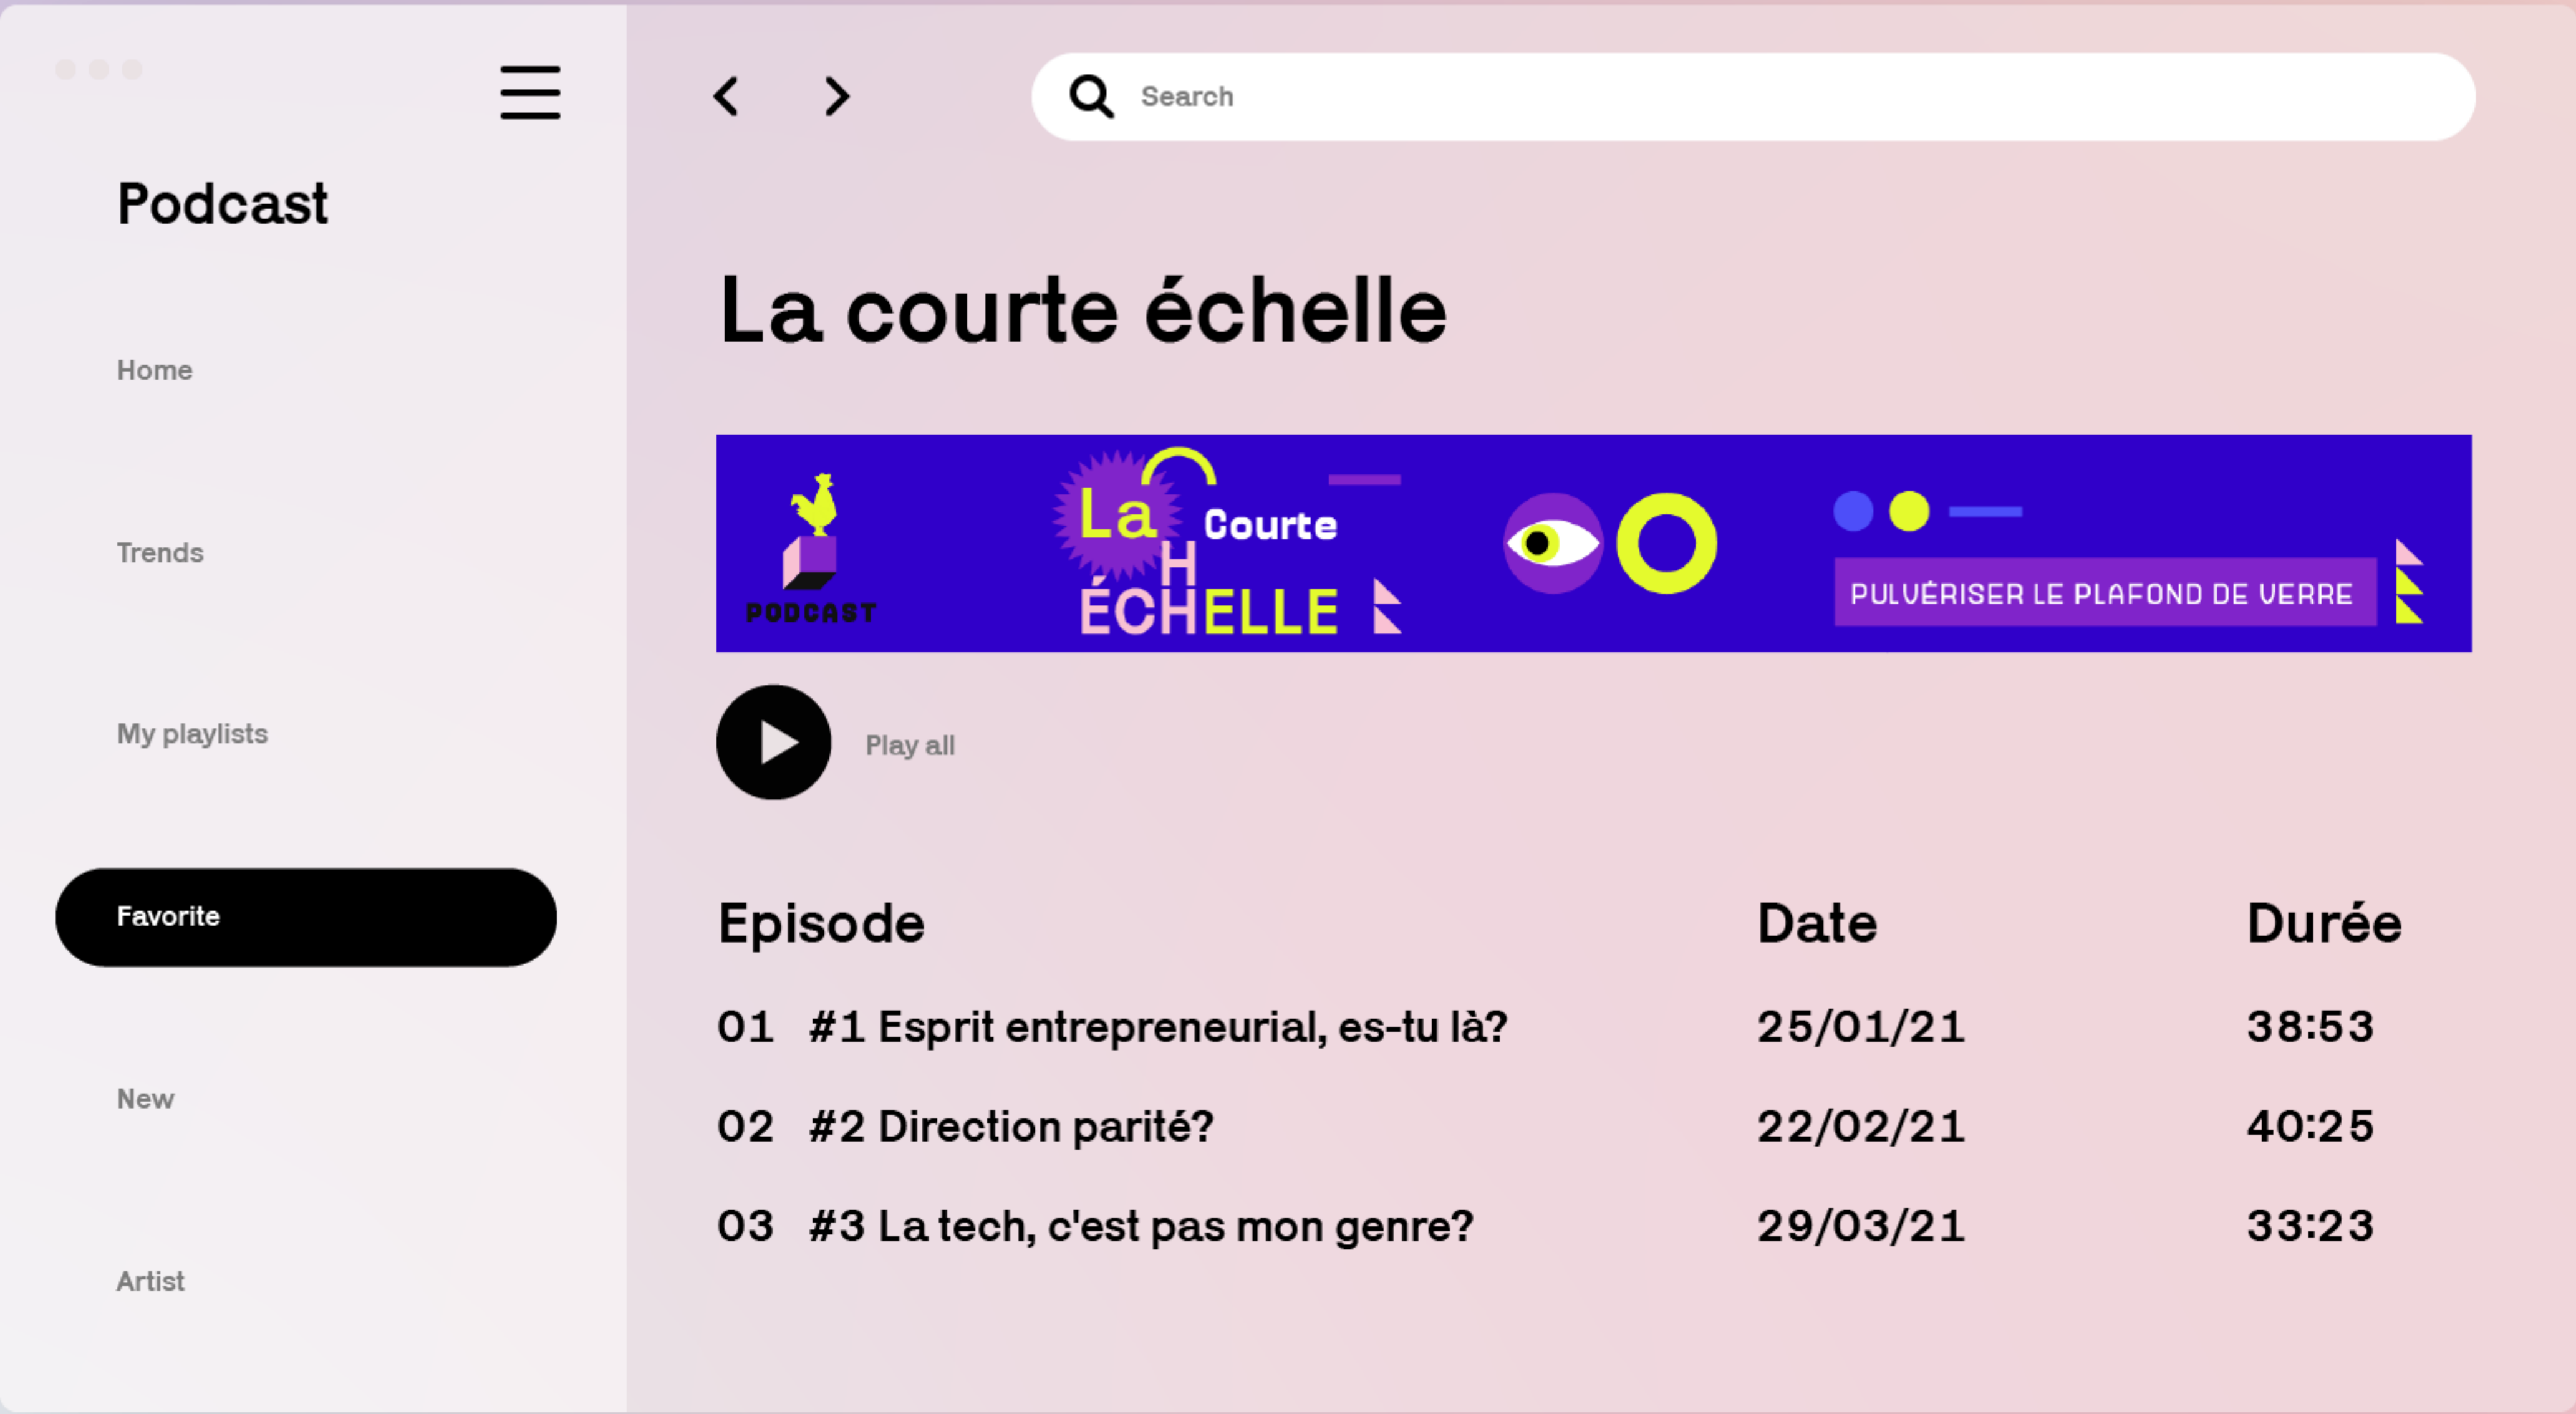 Podcast
Home
Trends
My playlists
Favorite
New
Artist
Search
La courte échelle
PODCAST
La
Courte
H
ÉCHELLE
PULVÉRISER LE PLAFOND DE VERRE
Play all
Episode Date Durée
01 #1 Esprit entrepreneurial, es-tu là? 25/01/21 38:53
02 #2 Direction parité? 22/02/21 40:25
03 #3 La tech, c'est pas mon genre? 29/03/21 33:23